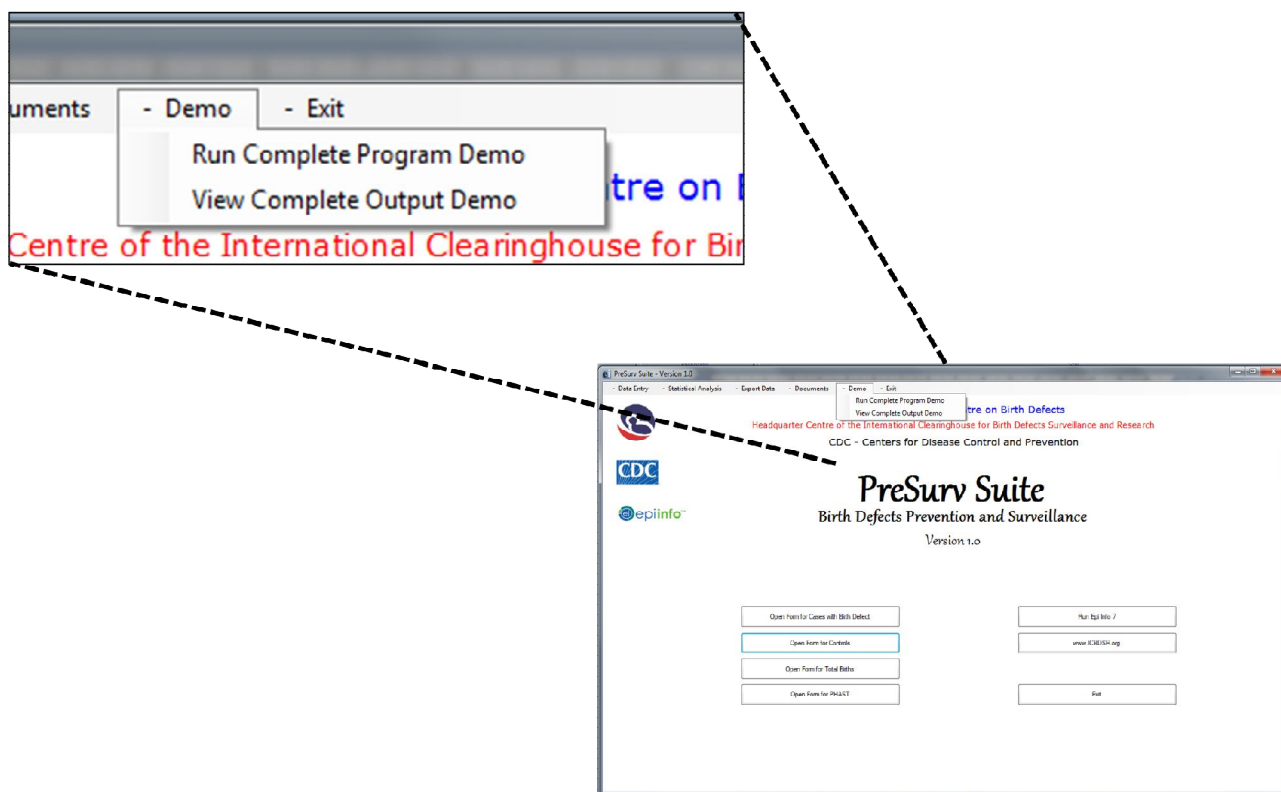 uments - Demo - Exit
Run Complete Program Demo
View Complete Output Demo
tre on
Centre of the International Clearinghouse for Bir
PreSurv Suite - Version 1.0
- Data Entry - Statistical Analysis - Export Data - Documents - Demo - Exit
Run Complete Program Demo
View Complete Output Demo
tre on Birth Defects
Headquarter Centre of the International Clearinghouse for Birth Defects Surveillance and Research
CDC - Centers for Disease Control and Prevention
CDC
epiinfo™
PreSurv Suite
Birth Defects Prevention and Surveillance
Version 1.0
Open Form for Cases with Birth Defect
Run Epi Info 7
Open Form for Controls
Open Form for Total Births
Open Form for PHAST
Exit